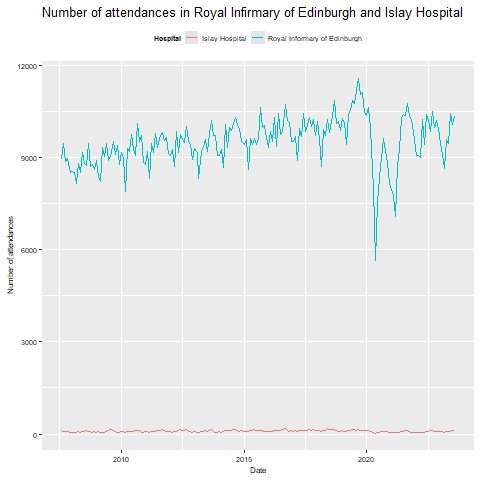 Number of attendances in Royal Infirmary of Edinburgh and Islay Hospital
Hospital Islay Hospital Royal Informary of Edinburgh
12000
9000
6000
3000
0
Number of attendances
2010 2015 2020
Date